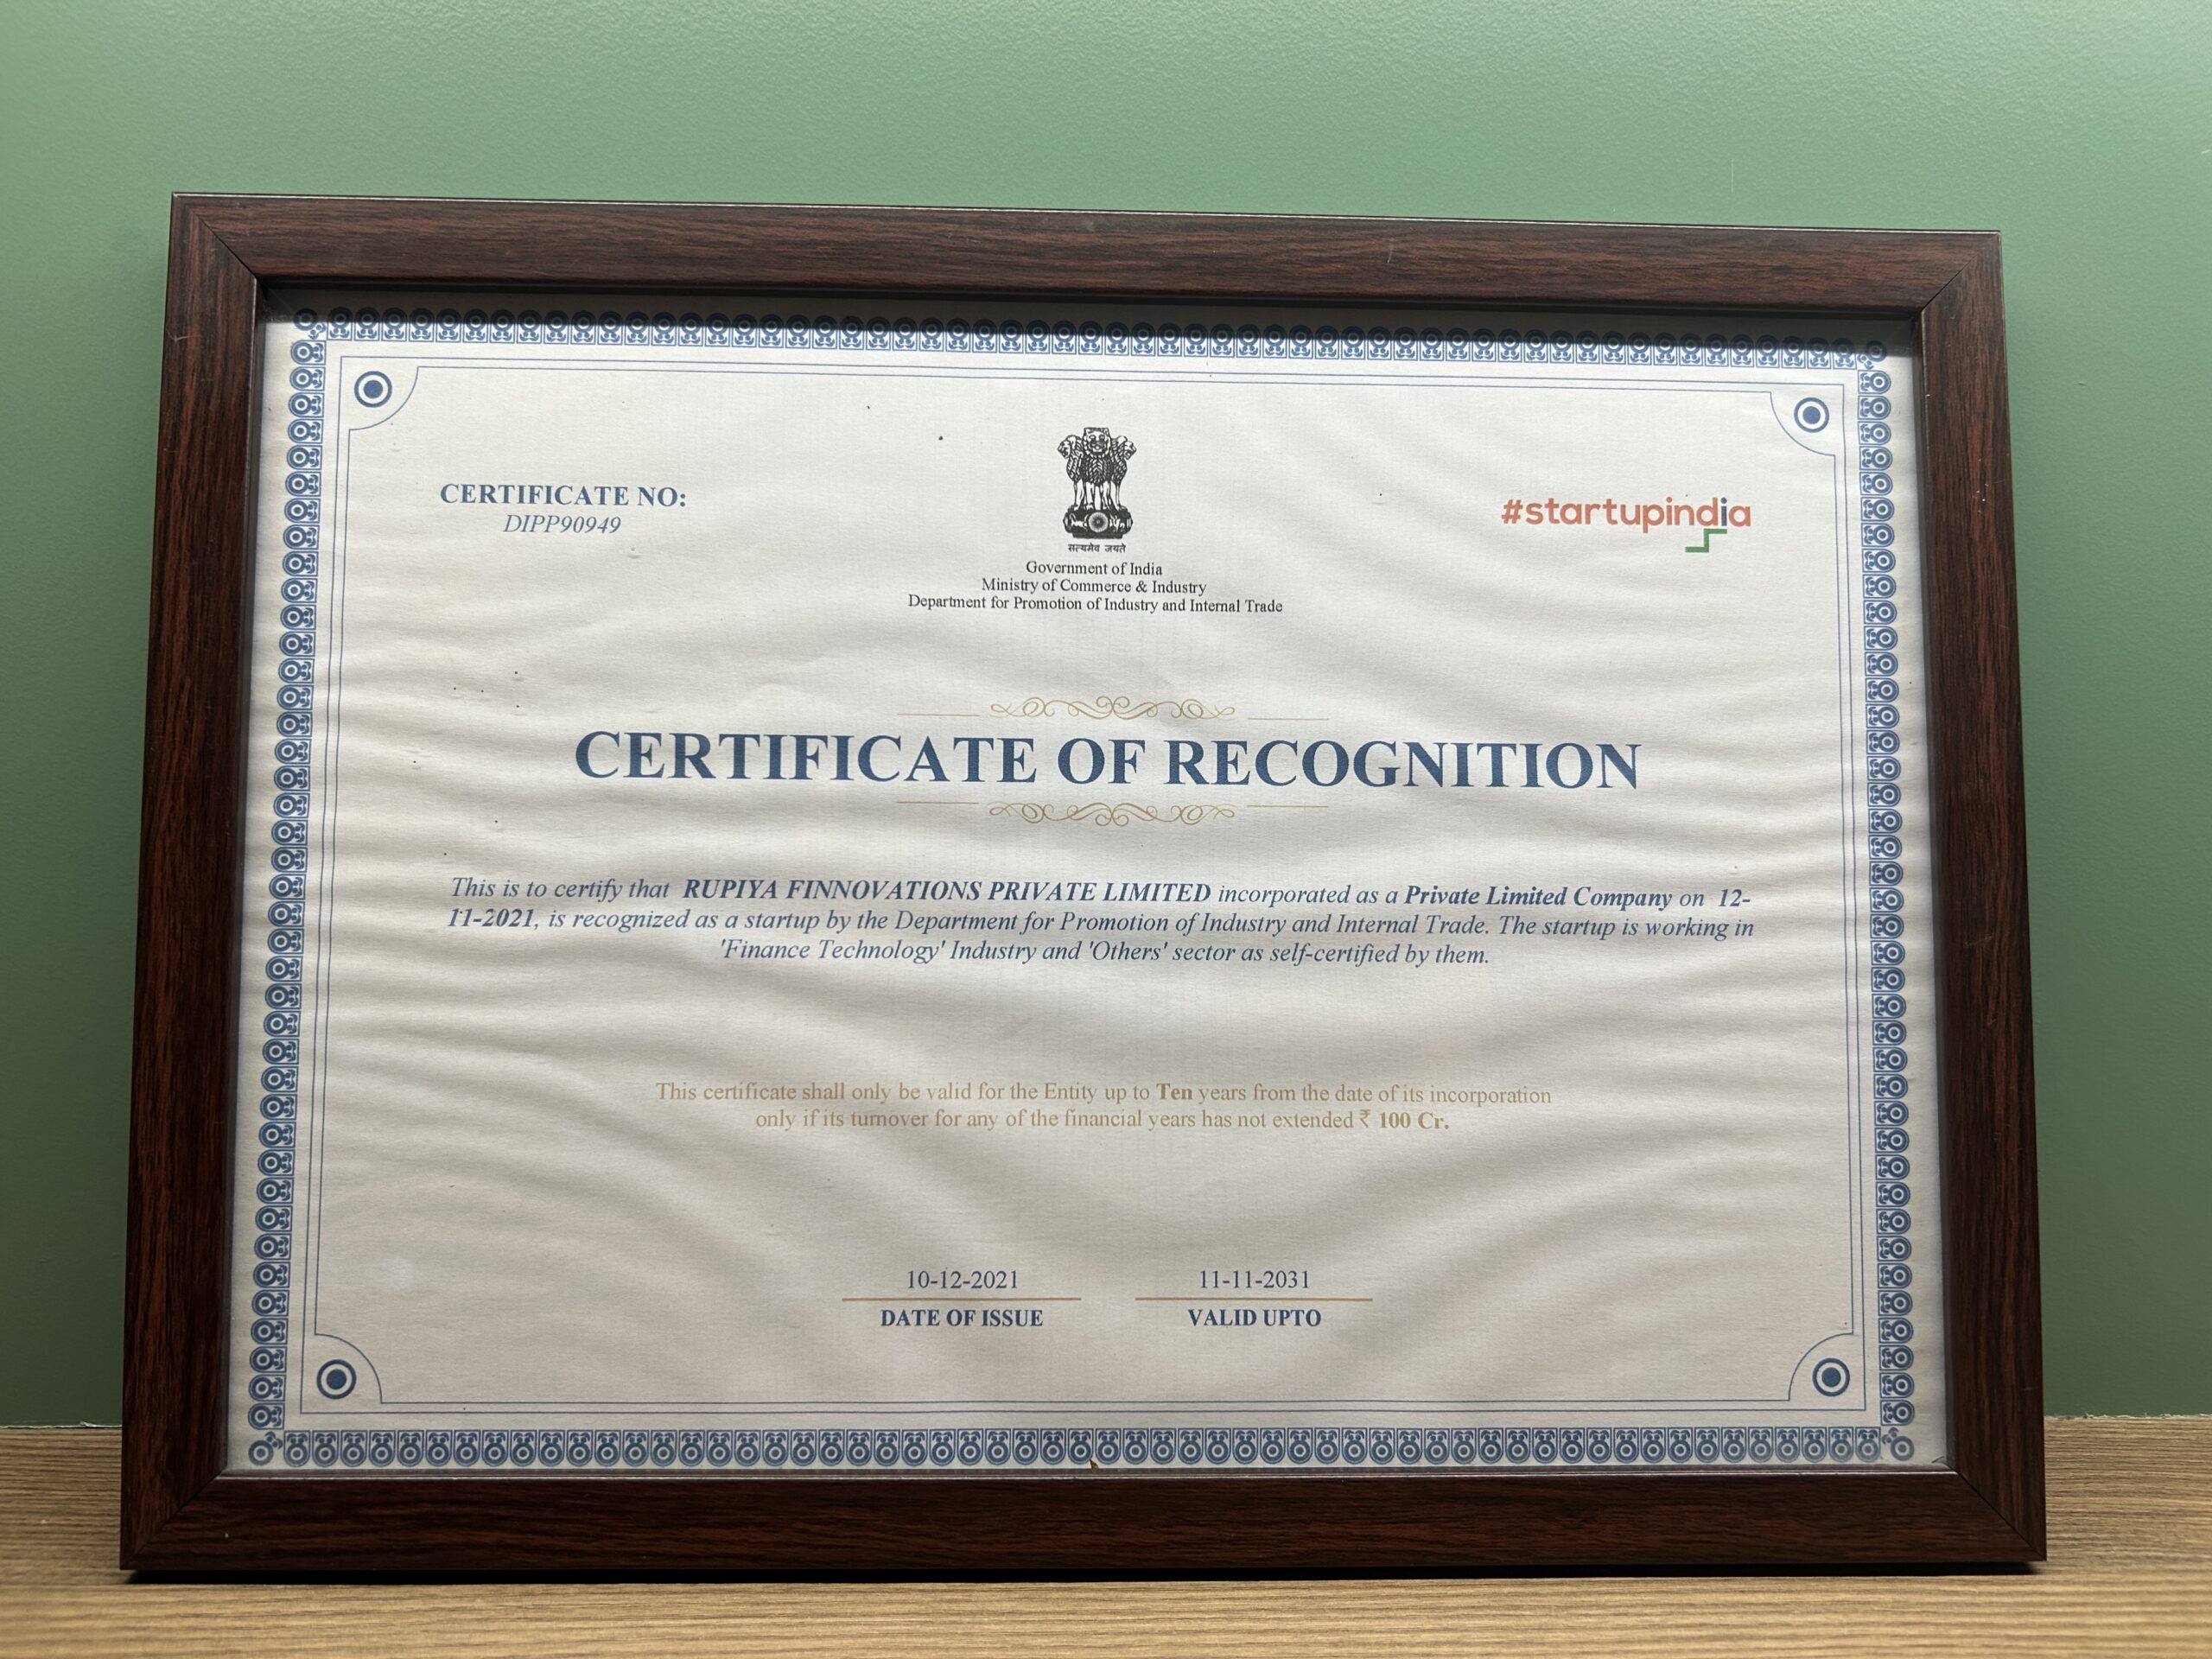 CERTIFICATE NO:
DIPP90949
सत्यमेव जयते
#startupindia
Government of India
Ministry of Commerce & Industry
Department for Promotion of Industry and Internal Trade
CERTIFICATE OF RECOGNITION
This is to certify that RUPIYA FINNOVATIONS PRIVATE LIMITED incorporated as a Private Limited Company on 12-
11-2021, is recognized as a startup by the Department for Promotion of Industry and Internal Trade. The startup is working in
'Finance Technology' Industry and 'Others' sector as self-certified by them.
This certificate shall only be valid for the Entity up to Ten years from the date of its incorporation
only if its turnover for any of the financial years has not extended ₹ 100 Cr.
10-12-2021
DATE OF ISSUE
11-11-2031
VALID UPTO